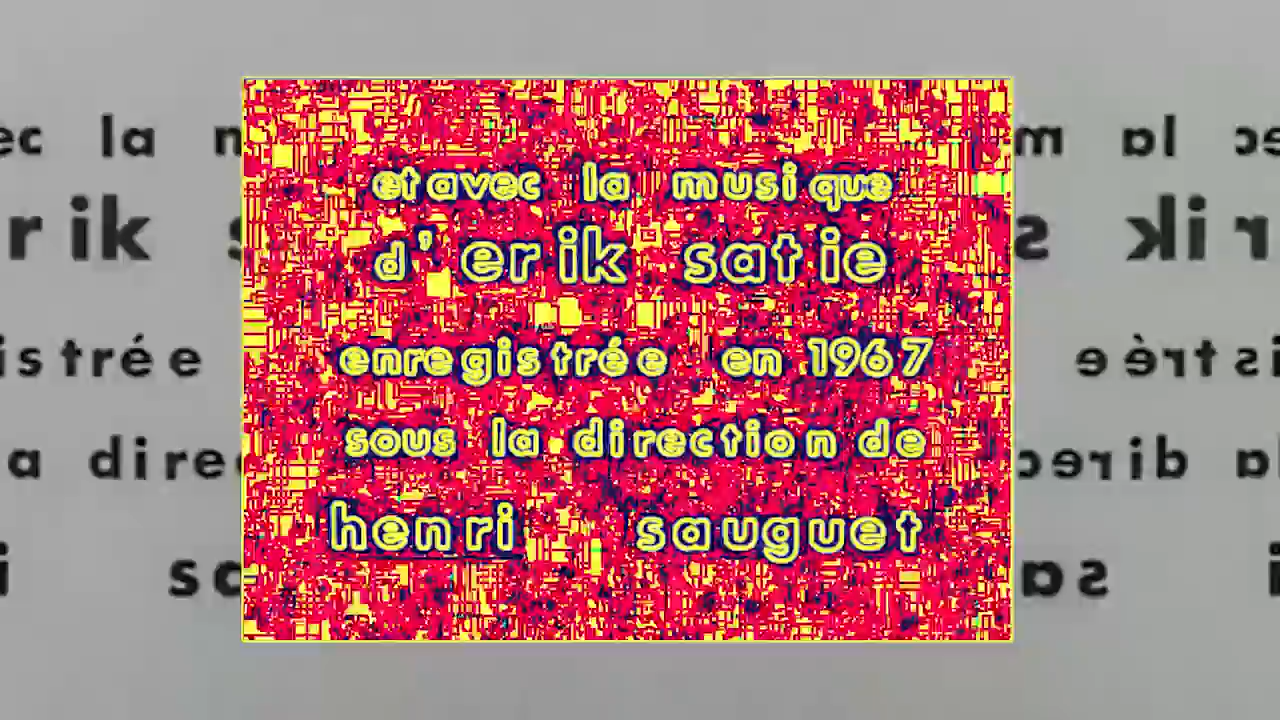 et avec la musique
d'erik satie
enregistrée en 1967
sous la direction de
henri sauguet